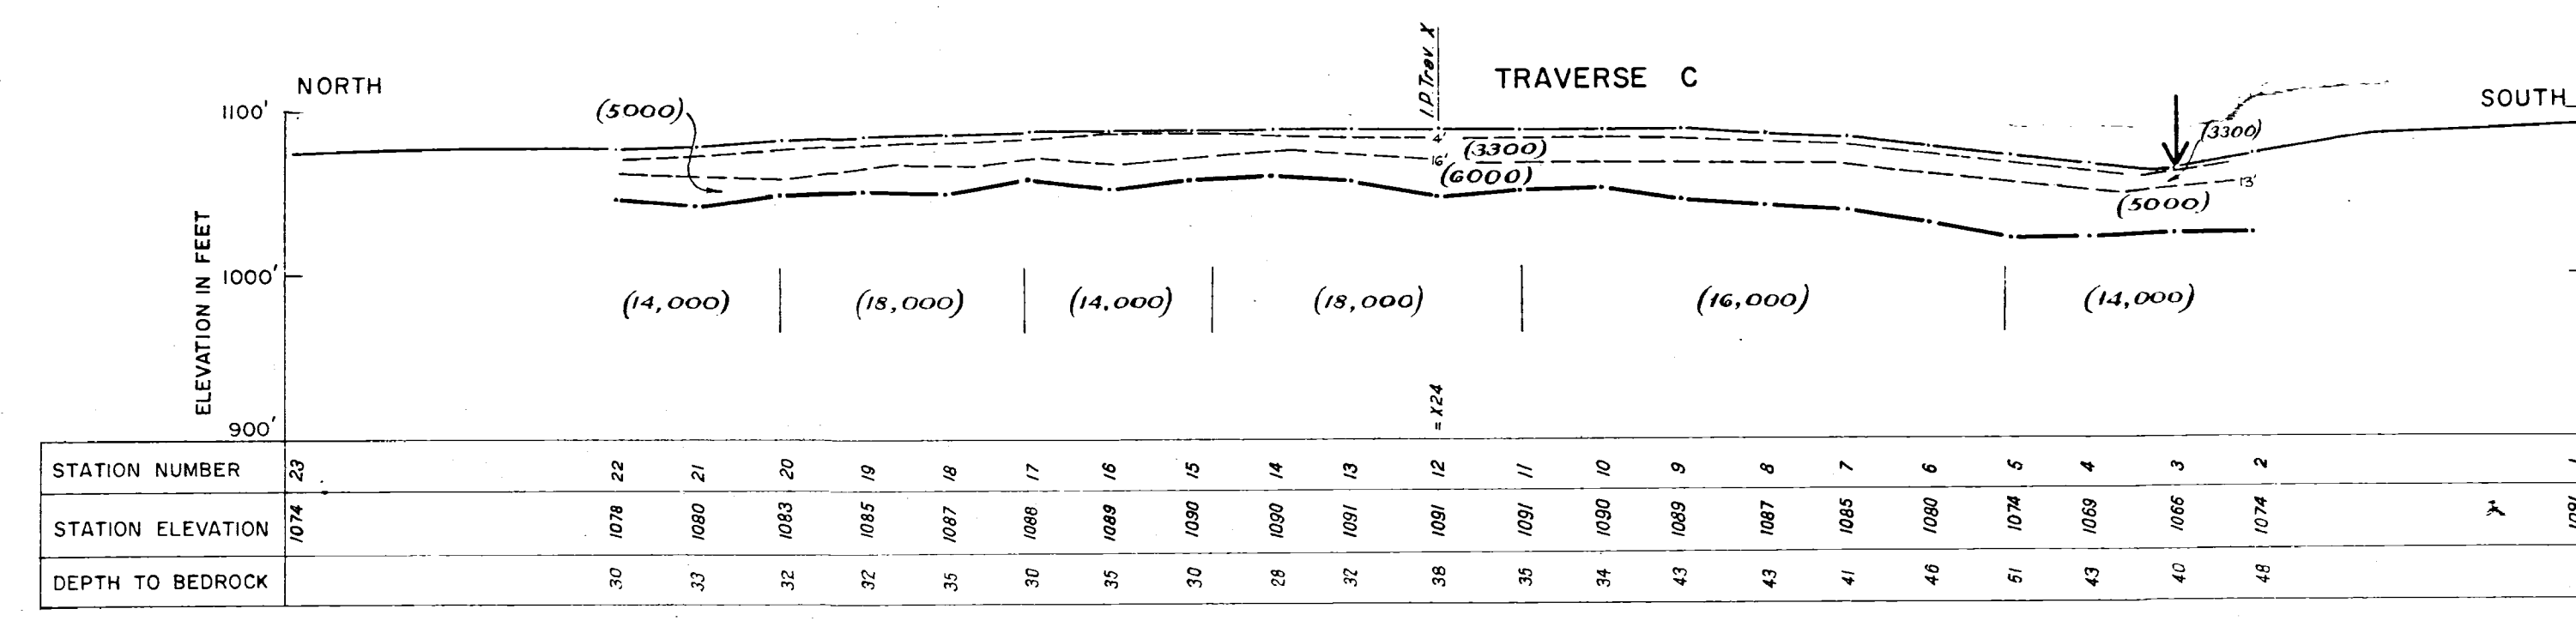 I.P. Trav. X
TRAVERSE C
NORTH
SOUTH
1100'
(5000)
(3300)
4'
(3300)
16'
(6000)
13'
(5000)
ELEVATION IN FEET
1000'
(14,000) (18,000) (14,000) (18,000) (16,000) (14,000)
= X24
900'
STATION NUMBER 23 22 21 20 19 18 17 16 15 14 13 12 11 10 9 8 7 6 5 4 3 2 1
STATION ELEVATION 1074 1078 1080 1083 1085 1087 1088 1089 1090 1090 1091 1091 1091 1090 1089 1087 1085 1080 1074 1069 1066 1074 1091
DEPTH TO BEDROCK 30 33 32 32 35 30 35 30 28 32 38 35 34 43 43 41 46 51 43 40 48